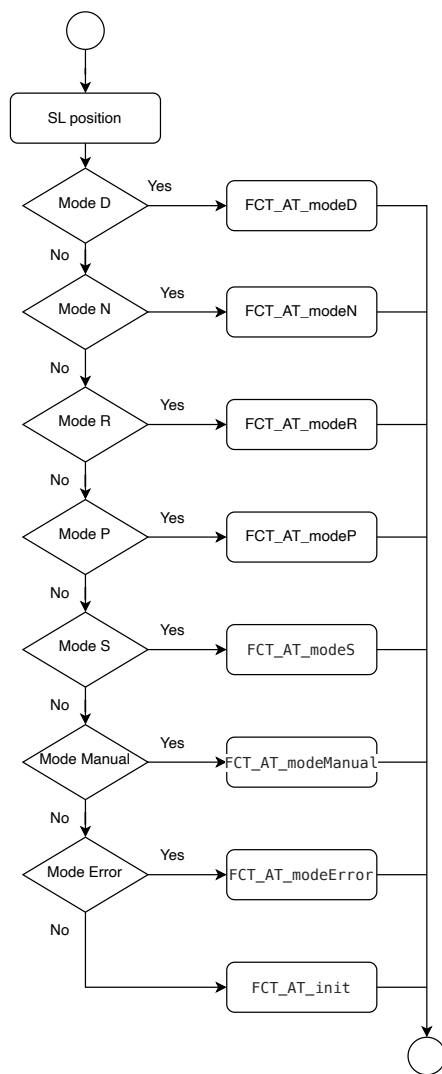 SL position
Mode D
Yes
FCT_AT_modeD
No
Mode N
Yes
FCT_AT_modeN
No
Mode R
Yes
FCT_AT_modeR
No
Mode P
Yes
FCT_AT_modeP
No
Mode S
Yes
FCT_AT_modeS
No
Mode Manual
Yes
FCT_AT_modeManual
No
Mode Error
Yes
FCT_AT_modeError
No
FCT_AT_init